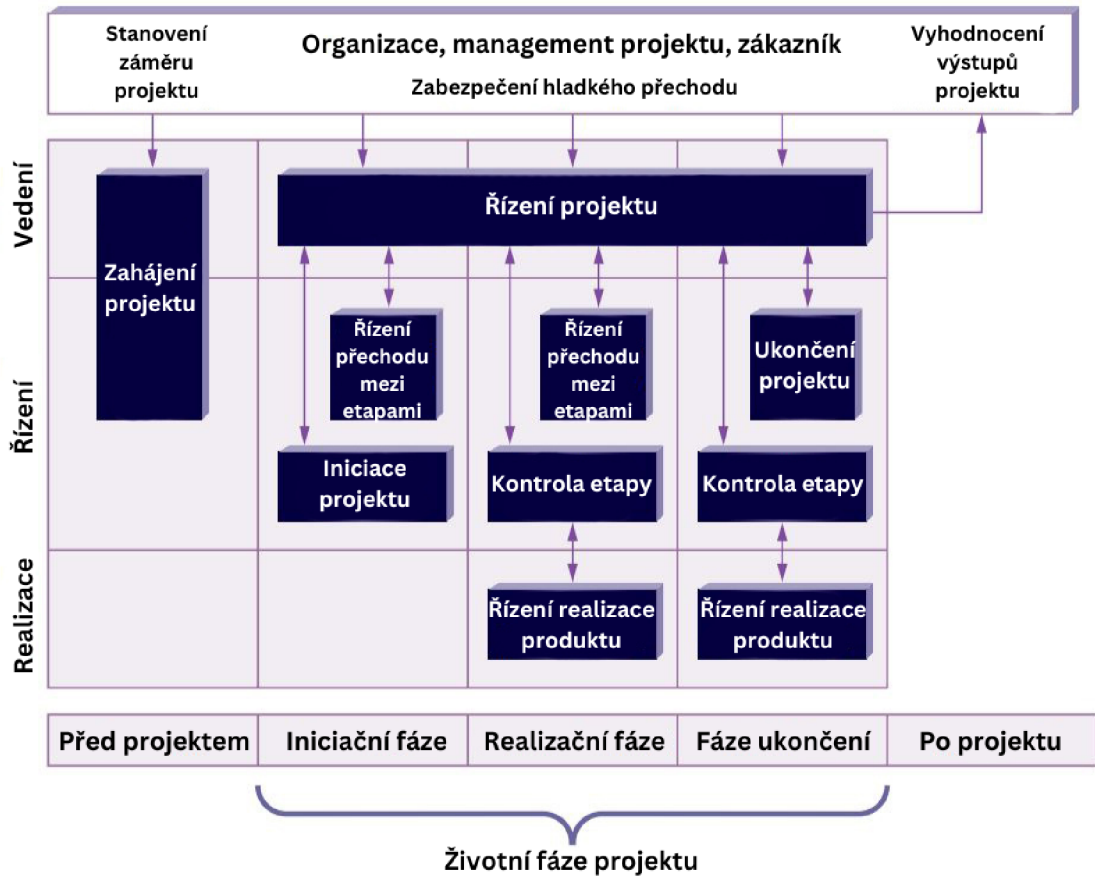 Stanovení
záměru
projektu
Organizace, management projektu, zákazník
Zabezpečení hladkého přechodu
Vyhodnocení
výstupů
projektu
Vedení
Řízení
Realizace
Zahájení
projektu
Řízení projektu
Řízení
přechodu
mezi
etapami
Řízení
přechodu
mezi
etapami
Ukončení
projektu
Iniciace
projektu
Kontrola etapy
Kontrola etapy
Řízení realizace
produktu
Řízení realizace
produktu
Před projektem
Iniciační fáze
Realizační fáze
Fáze ukončení
Po projektu
Životní fáze projektu